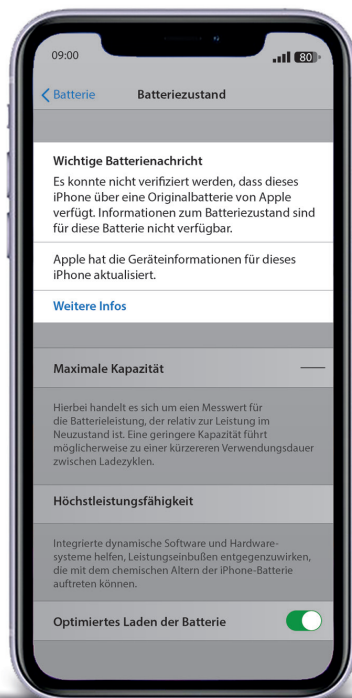 09:00
80
Batterie
Batteriezustand
Wichtige Batterienachricht
Es konnte nicht verifiziert werden, dass dieses
iPhone über eine Originalbatterie von Apple
verfügt. Informationen zum Batteriezustand sind
für diese Batterie nicht verfügbar.
Apple hat die Geräteinformationen für dieses
iPhone aktualisiert.
Weitere Infos
Maximale Kapazität —
Hierbei handelt es sich um eien Messwert für
die Batterieleistung, der relativ zur Leistung im
Neuzustand ist. Eine geringere Kapazität führt
möglicherweise zu einer kürzereren Verwendungsdauer
zwischen Ladezyklen.
Höchstleistungsfähigkeit
Integrierte dynamische Software und Hardware-
systeme helfen, Leistungseinbußen entgegenzuwirken,
die mit dem chemischen Altern der iPhone-Batterie
auftreten können.
Optimiertes Laden der Batterie